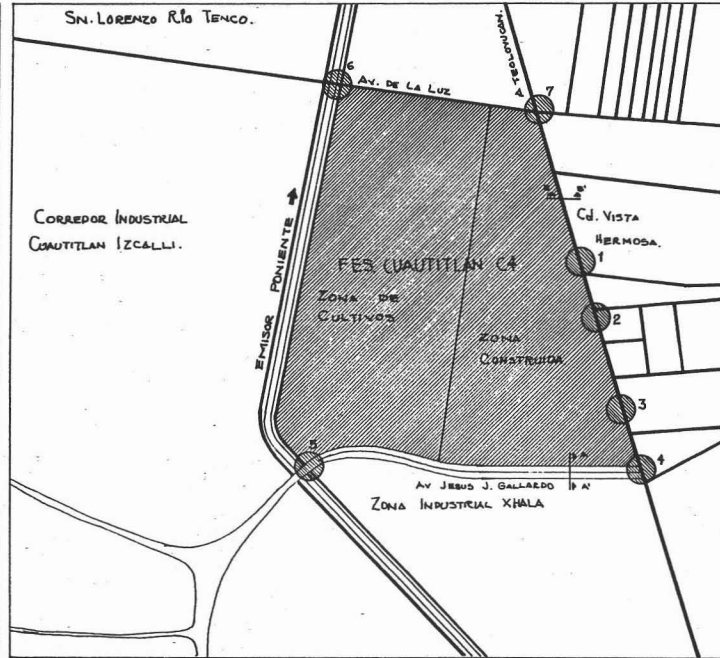 SN. LORENZO RÍO TENCO.
6
AV. DE LA LUZ
A TEOLOYUCAN.
7
CORREDOR INDUSTRIAL
CUAUTITLAN IZCALLI.
EMISOR PONIENTE
B B'
Cd. VISTA
HERMOSA.
1
FES CUAUTITLAN C4
ZONA DE
CULTIVOS
2
ZONA
CONSTRUIDA
3
5
4
A
A'
AV JESUS J. GALLARDO
ZONA INDUSTRIAL XHALA